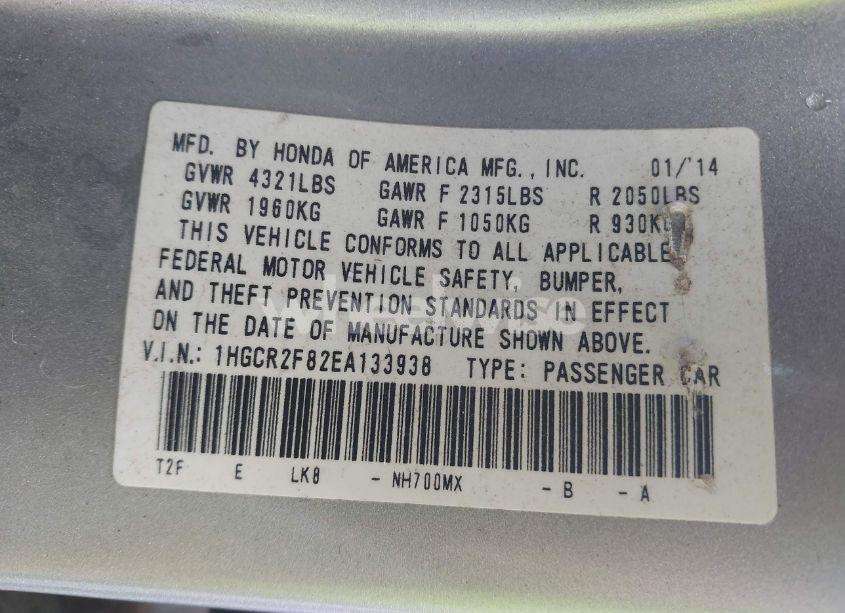 MFD. BY HONDA OF AMERICA MFG., INC. 01/'14
GVWR 4321LBS GAWR F 2315LBS R 2050LBS
GVWR 1960KG GAWR F 1050KG R 930KG
THIS VEHICLE CONFORMS TO ALL APPLICABLE
FEDERAL MOTOR VEHICLE SAFETY, BUMPER,
AND THEFT PREVENTION STANDARDS IN EFFECT
ON THE DATE OF MANUFACTURE SHOWN ABOVE.
V.I.N.: 1HGCR2F82EA133938 TYPE: PASSENGER CAR
T2F E LK8 - NH700MX - B - A
wheelwise